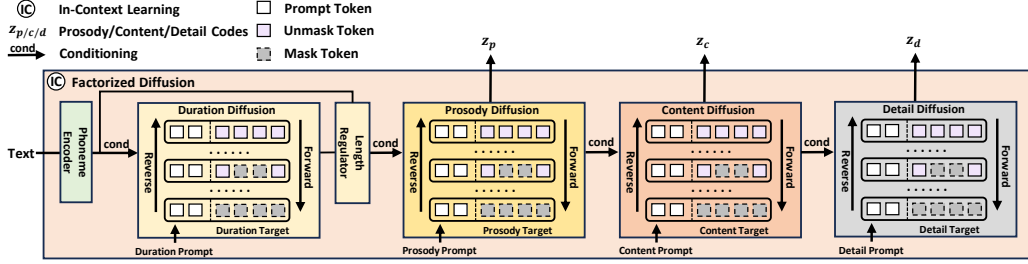 IC In-Context Learning
z_{p/c/d} Prosody/Content/Detail Codes
cond Conditioning
Prompt Token
Unmask Token
Mask Token
z_p
z_c
z_d
IC Factorized Diffusion
Text
Phoneme
Encoder
cond
Duration Diffusion
Reverse
......
......
Forward
Duration Target
Duration Prompt
Length
Regulator
cond
Prosody Diffusion
Reverse
......
......
Forward
Prosody Target
Prosody Prompt
cond
Content Diffusion
Reverse
......
......
Forward
Content Target
Content Prompt
cond
Detail Diffusion
Reverse
......
......
Forward
Detail Target
Detail Prompt